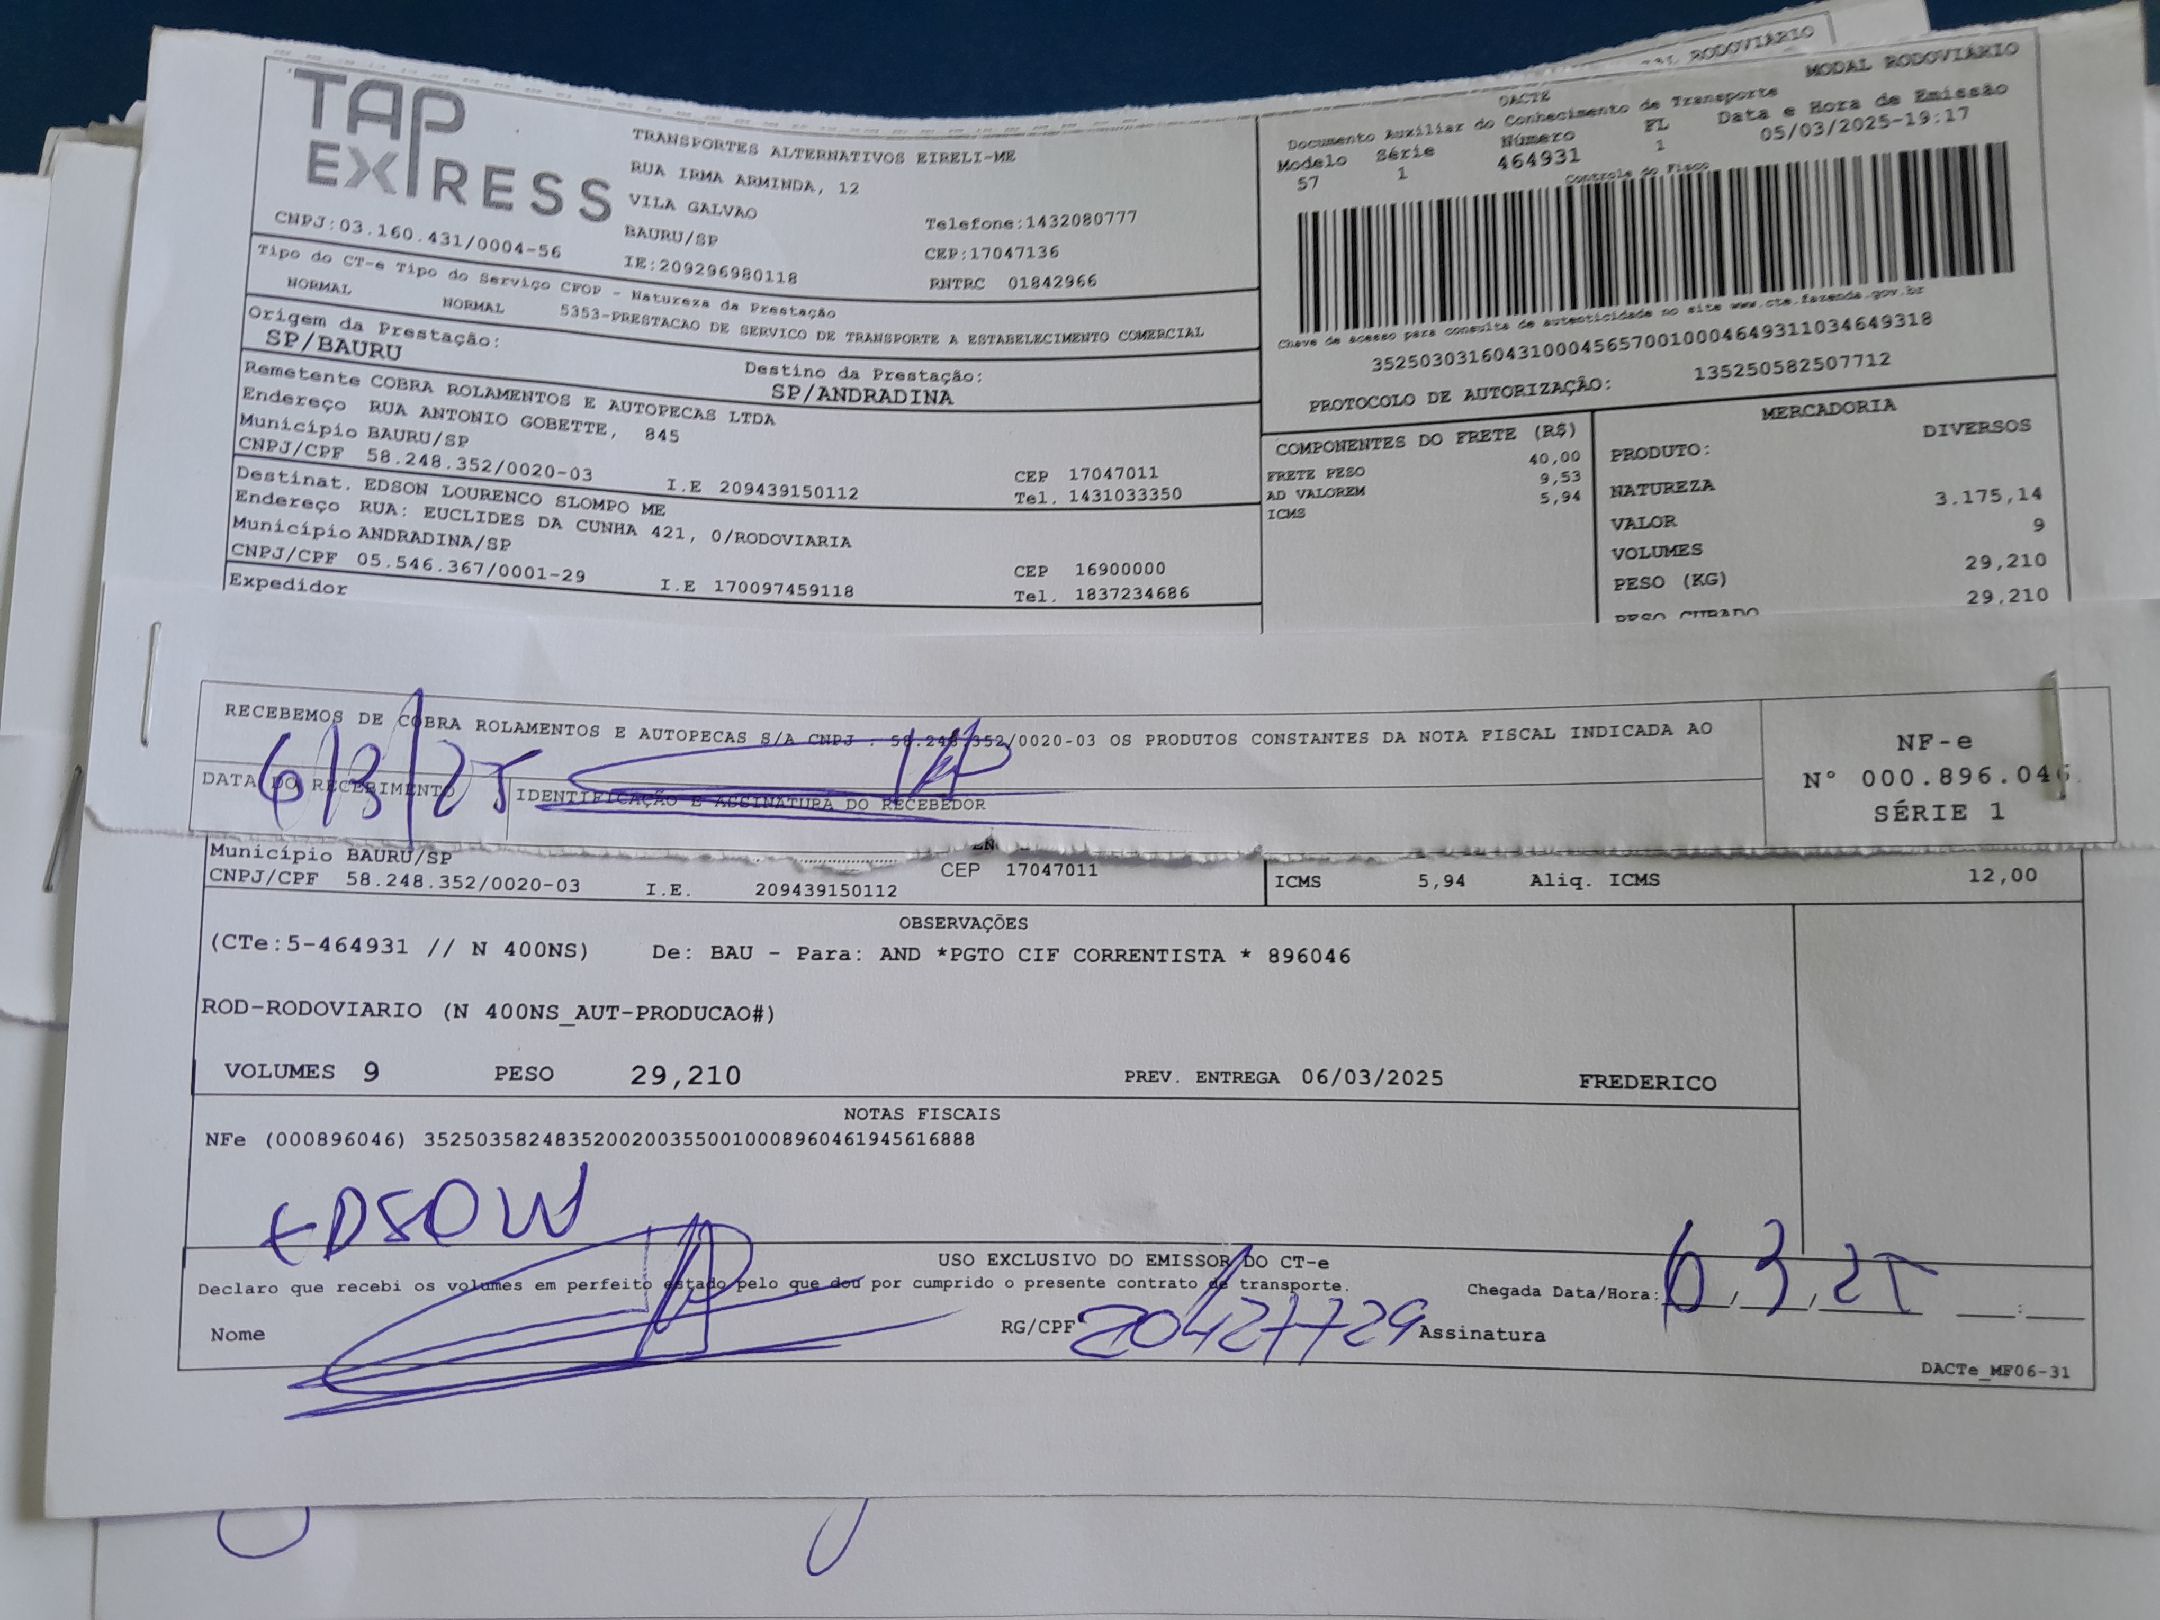 RODOVIÁRIO
TAP
EXPRESS
CNPJ:03.160.431/0004-56
TRANSPORTES ALTERNATIVOS EIRELI-ME
RUA IRMA ARMINDA, 12
VILA GALVAO
BAURU/SP
IE:209296980118
Telefone:1432080777
CEP:17047136
RNTRC 01842966
MODAL RODOVIÁRIO
DACTE
Documento Auxiliar do Conhecimento de Transporte
Modelo Série Número FL Data e Hora de Emissão
57 1 464931 1 05/03/2025-19:17
Controle do Fisco
Chave de acesso para consulta de autenticidade no site www.cte.fazenda.gov.br
35250303160431000456570010004649311034649318
PROTOCOLO DE AUTORIZAÇÃO: 135250582507712
Tipo do CT-e Tipo do Serviço CFOP - Natureza da Prestação
NORMAL NORMAL 5353-PRESTACAO DE SERVICO DE TRANSPORTE A ESTABELECIMENTO COMERCIAL
Origem da Prestação: Destino da Prestação:
SP/BAURU SP/ANDRADINA
Remetente COBRA ROLAMENTOS E AUTOPECAS LTDA
Endereço RUA ANTONIO GOBETTE, 845
Município BAURU/SP CEP 17047011
CNPJ/CPF 58.248.352/0020-03 I.E 209439150112 Tel. 1431033350
Destinat. EDSON LOURENCO SLOMPO ME
Endereço RUA: EUCLIDES DA CUNHA 421, 0/RODOVIARIA
Município ANDRADINA/SP CEP 16900000
CNPJ/CPF 05.546.367/0001-29 I.E 170097459118 Tel. 1837234686
Expedidor
COMPONENTES DO FRETE (R$)
FRETE PESO 40,00
AD VALOREM 9,53
ICMS 5,94
MERCADORIA
PRODUTO: DIVERSOS
NATUREZA
VALOR 3.175,14
VOLUMES 9
PESO (KG) 29,210
PESO CUBADO 29,210
RECEBEMOS DE COBRA ROLAMENTOS E AUTOPECAS S/A CNPJ : 58.248.352/0020-03 OS PRODUTOS CONSTANTES DA NOTA FISCAL INDICADA AO
DATA DO RECEBIMENTO IDENTIFICAÇÃO E ASSINATURA DO RECEBEDOR
6/3/25
NF-e
N° 000.896.046
SÉRIE 1
Município BAURU/SP CEP 17047011
CNPJ/CPF 58.248.352/0020-03 I.E. 209439150112
ICMS 5,94 Aliq. ICMS 12,00
OBSERVAÇÕES
(CTe:5-464931 // N 400NS) De: BAU - Para: AND *PGTO CIF CORRENTISTA * 896046
ROD-RODOVIARIO (N 400NS_AUT-PRODUCAO#)
VOLUMES 9 PESO 29,210 PREV. ENTREGA 06/03/2025 FREDERICO
NOTAS FISCAIS
NFe (000896046) 35250358248352002003550010008960461945616888
EDSON
USO EXCLUSIVO DO EMISSOR DO CT-e
Declaro que recebi os volumes em perfeito estado pelo que dou por cumprido o presente contrato de transporte. Chegada Data/Hora: 6,3,25 :
Nome RG/CPF 20427729 Assinatura
DACTe_MF06-31